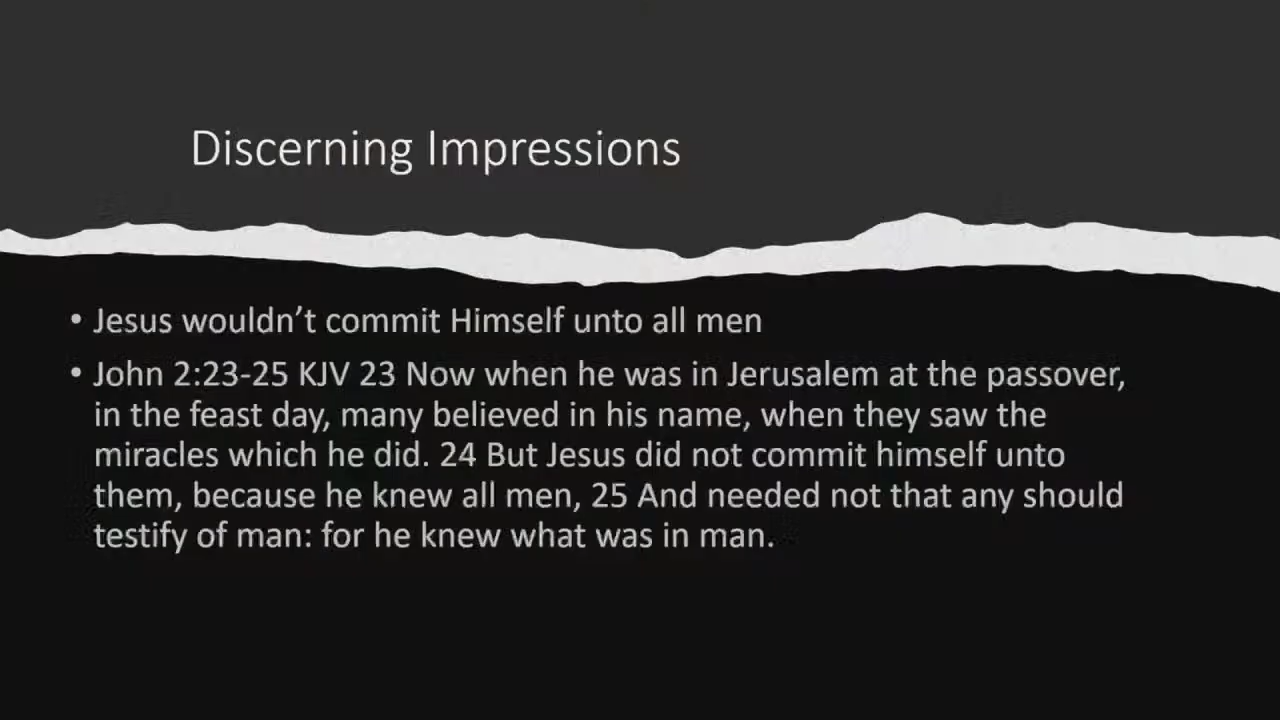 Discerning Impressions
• Jesus wouldn’t commit Himself unto all men
• John 2:23-25 KJV 23 Now when he was in Jerusalem at the passover,
in the feast day, many believed in his name, when they saw the
miracles which he did. 24 But Jesus did not commit himself unto
them, because he knew all men, 25 And needed not that any should
testify of man: for he knew what was in man.